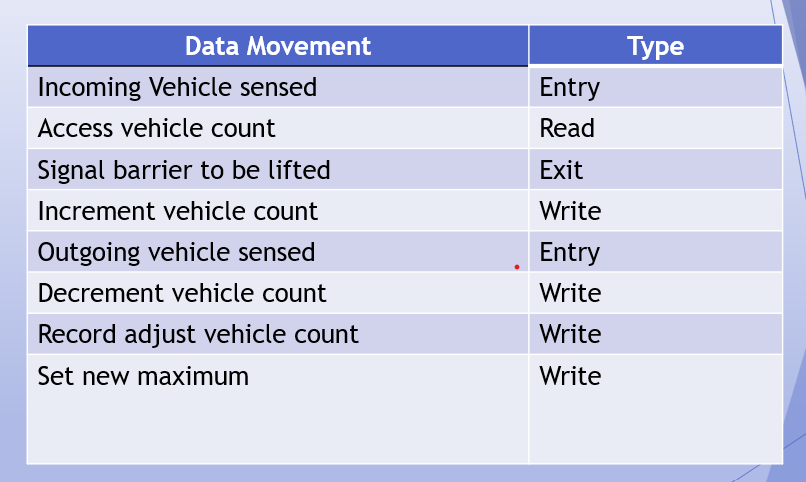 Data Movement Type
Incoming Vehicle sensed Entry
Access vehicle count Read
Signal barrier to be lifted Exit
Increment vehicle count Write
Outgoing vehicle sensed Entry
Decrement vehicle count Write
Record adjust vehicle count Write
Set new maximum Write